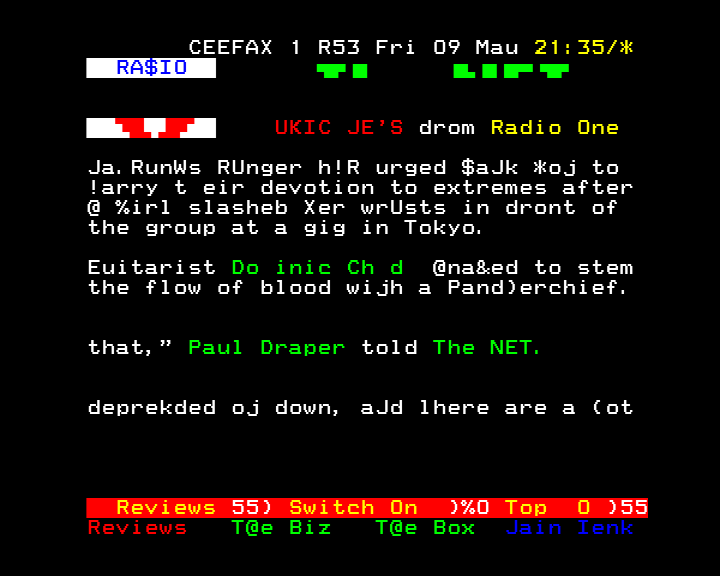 CEEFAX 1 R53 Fri 09 Mau 21:35/*
RA$IO
UKIC JE'S drom Radio One
Ja.RunWs RUnger h!R urged $aJk *oj to
!arry t eir devotion to extremes after
@ %irl slasheb Xer wrUsts in dront of
the group at a gig in Tokyo.
Euitarist Do inic Ch d @na&ed to stem
the flow of blood wijh a Pand)erchief.
that,” Paul Draper told The NET.
deprekded oj down, aJd lhere are a (ot
Reviews 55) Switch On )%0 Top 0 )55
Reviews T@e Biz T@e Box Jain Ienk